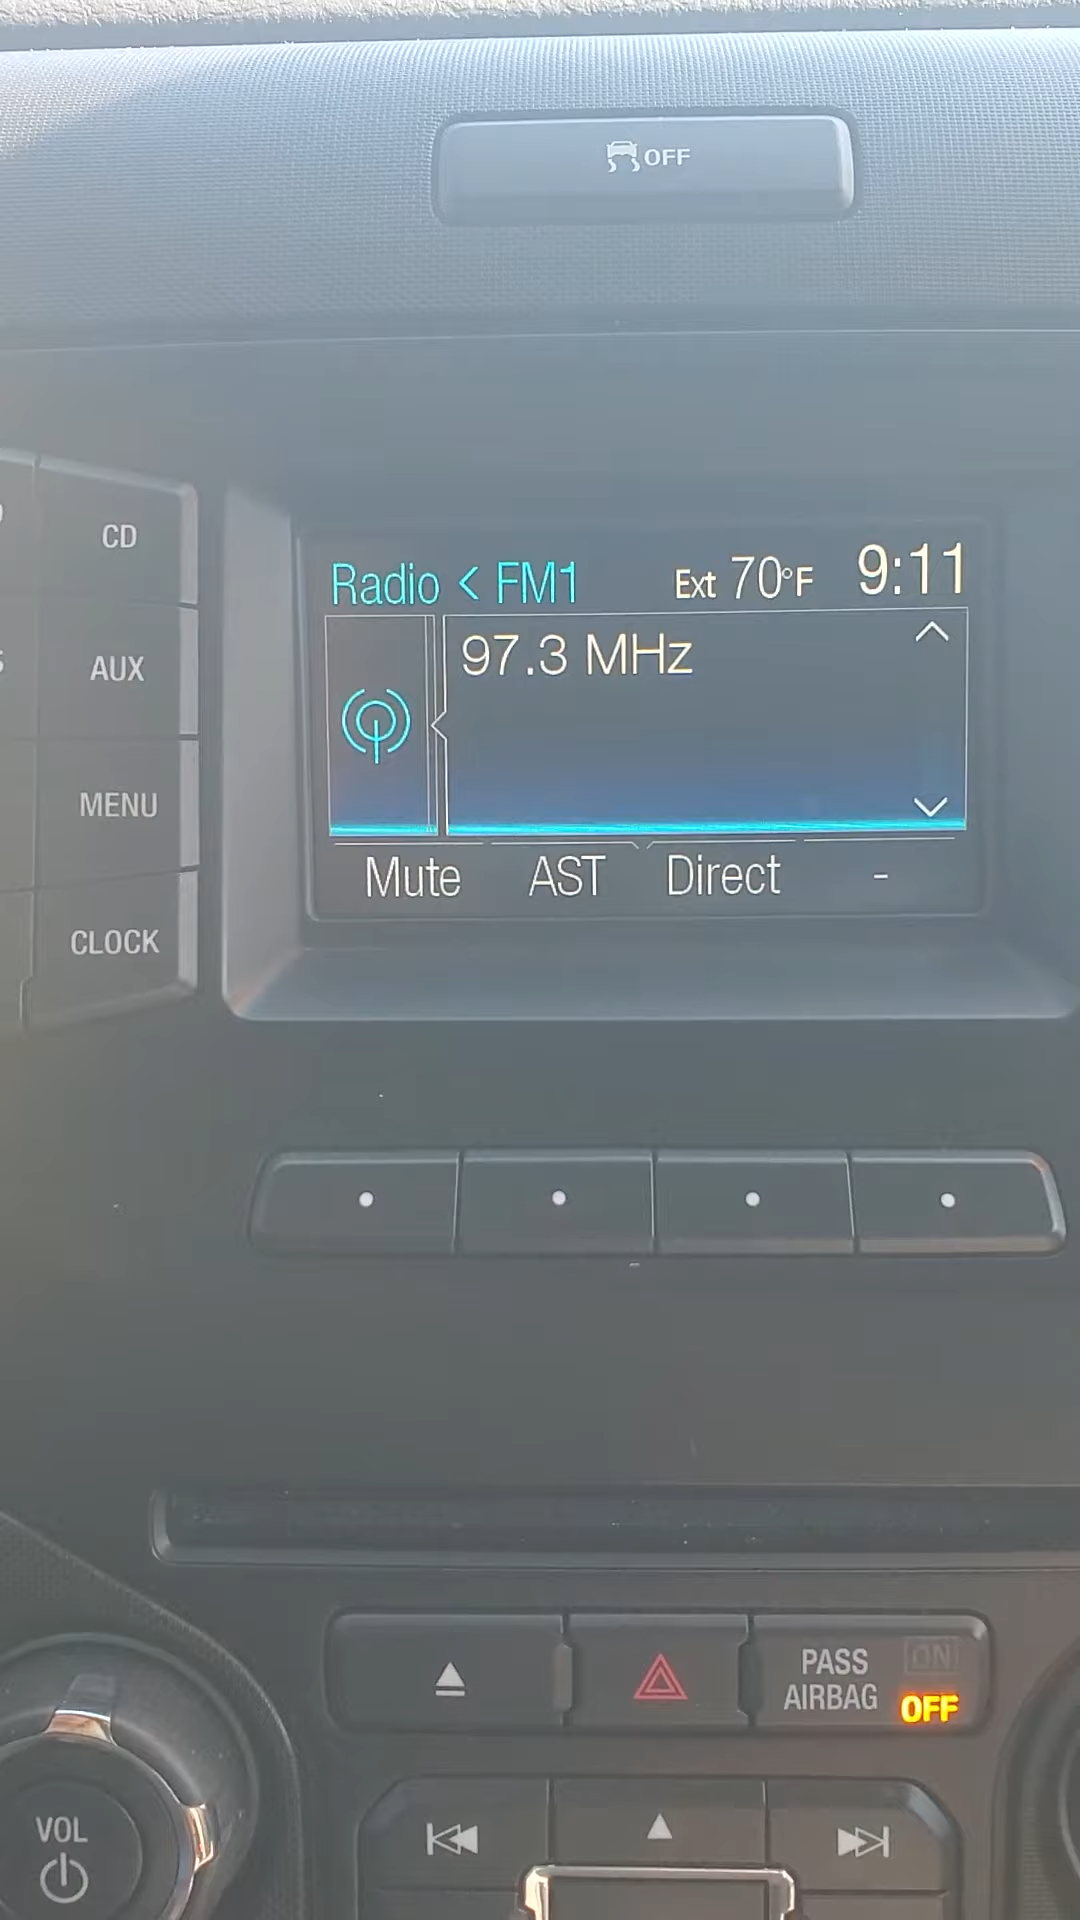 OFF
CD
AUX
MENU
CLOCK
Radio < FM1 Ext 70°F 9:11
97.3 MHz
Mute AST Direct -
PASS AIRBAG
ON
OFF
VOL